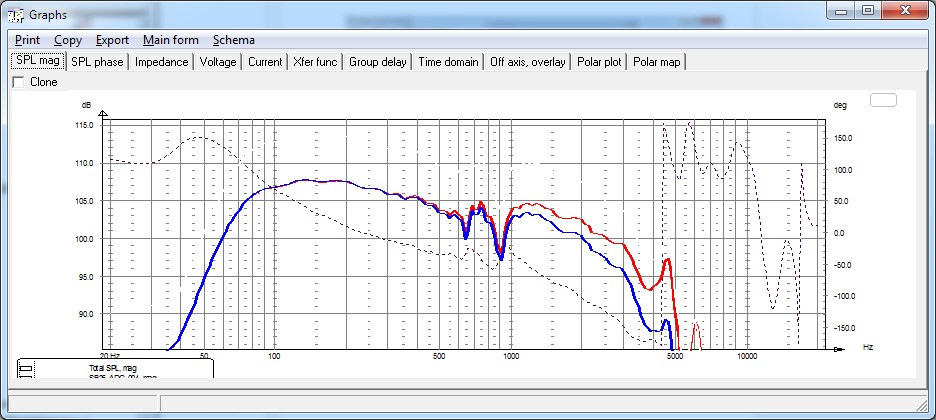 Graphs
Print Copy Export Main form Schema
SPL mag SPL phase Impedance Voltage Current Xfer func Group delay Time domain Off axis, overlay Polar plot Polar map
Clone
dB deg
115.0 150.0
110.0 100.0
105.0 50.0
100.0 0.0
95.0 -50.0
90.0 -100.0
-150.0
20 Hz 50 100 500 1000 5000 10000 Hz
Total SPL, mag